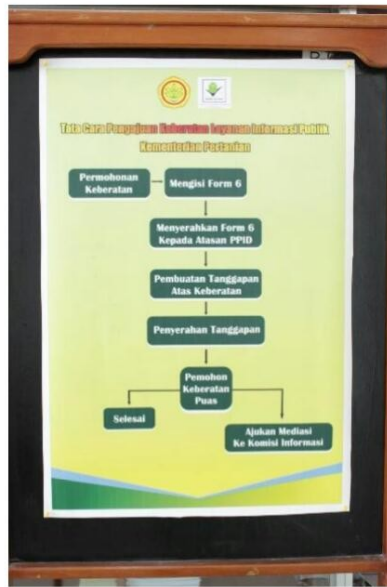 Tata Cara Pengajuan Keberatan Layanan Informasi Publik
Kementerian Pertanian
Permohonan
Keberatan
Mengisi Form 6
Menyerahkan Form 6
Kepada Atasan PPID
Pembuatan Tanggapan
Atas Keberatan
Penyerahan Tanggapan
Pemohon
Keberatan
Puas
Selesai
Ajukan Mediasi
Ke Komisi Informasi